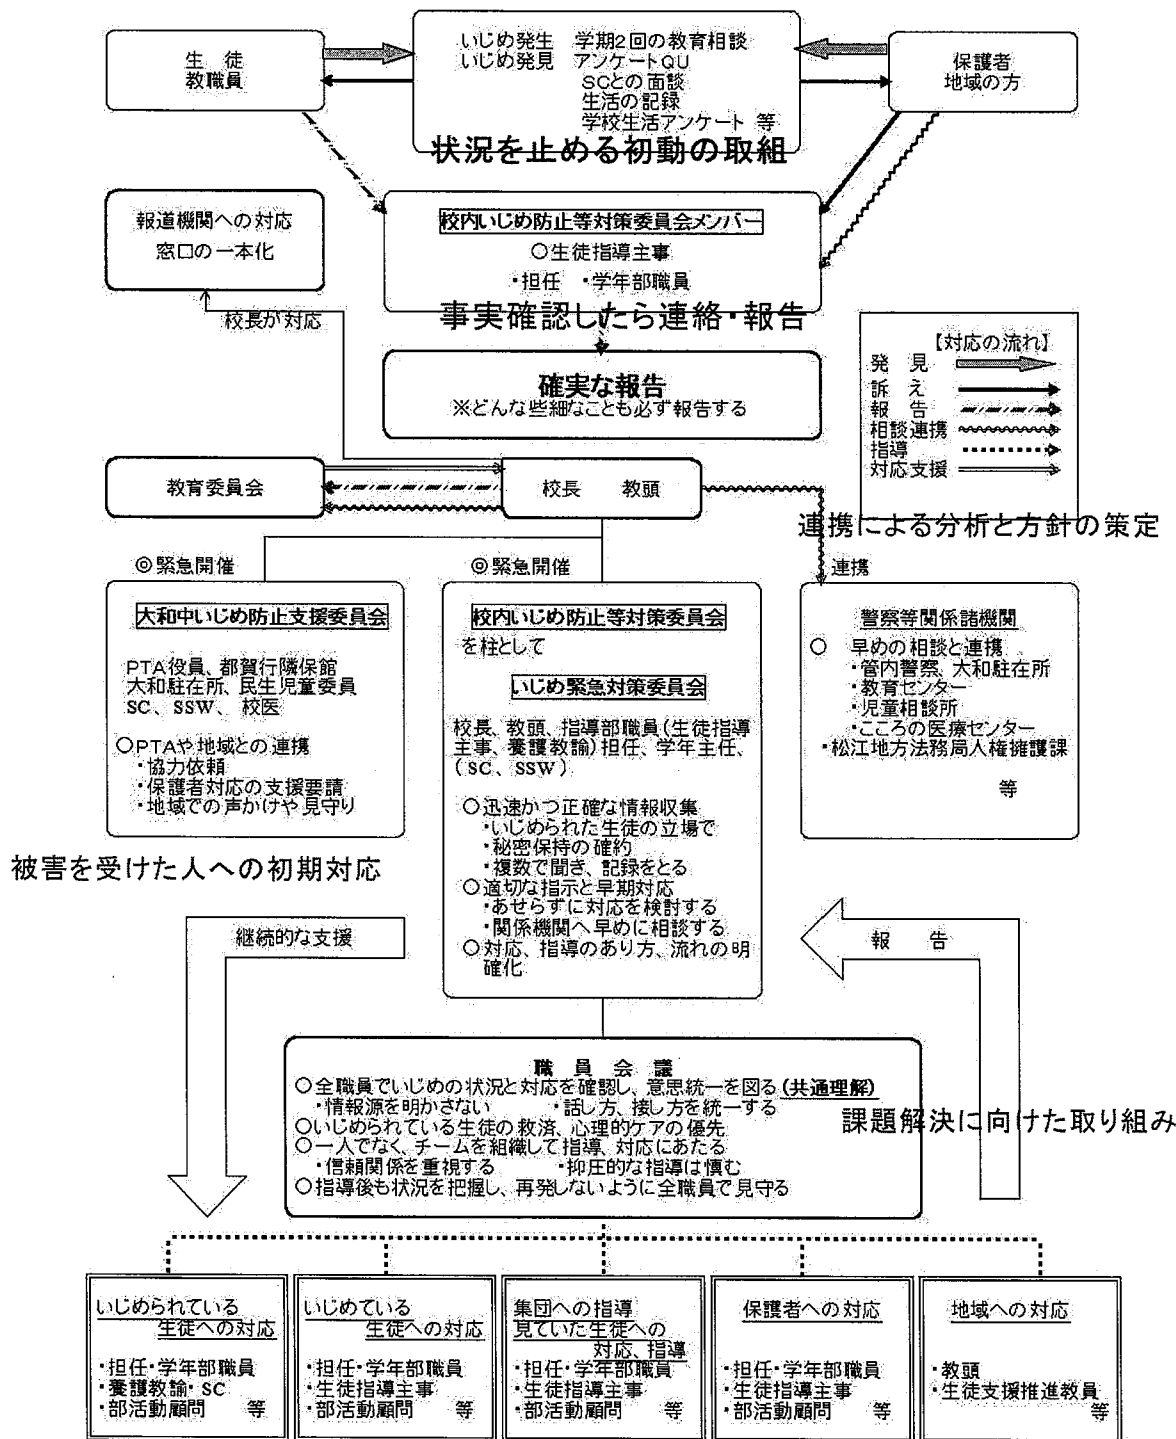 生　徒
教職員
いじめ発生　学期2回の教育相談
いじめ発見　アンケートQU
SCとの面談
生活の記録
学校生活アンケート 等
保護者
地域の方
状況を止める初動の取組
報道機関への対応
窓口の一本化
校内いじめ防止等対策委員会メンバー
○生徒指導主事
・担任　・学年部職員
校長が対応
事実確認したら連絡・報告
確実な報告
※どんな些細なことも必ず報告する
【対応の流れ】
発　見
訴え
報　告
相談連携
指導
対応支援
教育委員会
校長　　教頭
連携による分析と方針の策定
◎緊急開催
◎緊急開催
連携
大和中いじめ防止支援委員会
PTA役員、都賀行隣保館
大和駐在所、民生児童委員
SC、SSW、校医
○PTAや地域との連携
・協力依頼
・保護者対応の支援要請
・地域での声かけや見守り
校内いじめ防止等対策委員会
を柱として
いじめ緊急対策委員会
校長、教頭、指導部職員(生徒指導
主事、養護教諭)担任、学年主任、
(SC、SSW)
○迅速かつ正確な情報収集
・いじめられた生徒の立場で
・秘密保持の確約
・複数で聞き、記録をとる
○適切な指示と早期対応
・あせらずに対応を検討する
・関係機関へ早めに相談する
○対応、指導のあり方、流れの明
確化
警察等関係諸機関
○　早めの相談と連携
・管内警察、大和駐在所
・教育センター
・児童相談所
・こころの医療センター
・松江地方法務局人権擁護課
等
被害を受けた人への初期対応
継続的な支援
報　告
職　員　会　議
○全職員でいじめの状況と対応を確認し、意思統一を図る(共通理解)
・情報源を明かさない　　・話し方、接し方を統一する
○いじめられている生徒の救済、心理的ケアの優先
○一人でなく、チームを組織して指導、対応にあたる
・信頼関係を重視する　　・抑圧的な指導は慎む
○指導後も状況を把握し、再発しないように全職員で見守る
課題解決に向けた取り組み
いじめられている
生徒への対応
・担任・学年部職員
・養護教諭・SC
・部活動顧問　　等
いじめている
生徒への対応
・担任・学年部職員
・生徒指導主事
・部活動顧問　　等
集団への指導
見ていた生徒への
対応、指導
・担任・学年部職員
・生徒指導主事
・部活動顧問　　等
保護者への対応
・担任・学年部職員
・生徒指導主事
・部活動顧問　　等
地域への対応
・教頭
・生徒支援推進教員
等